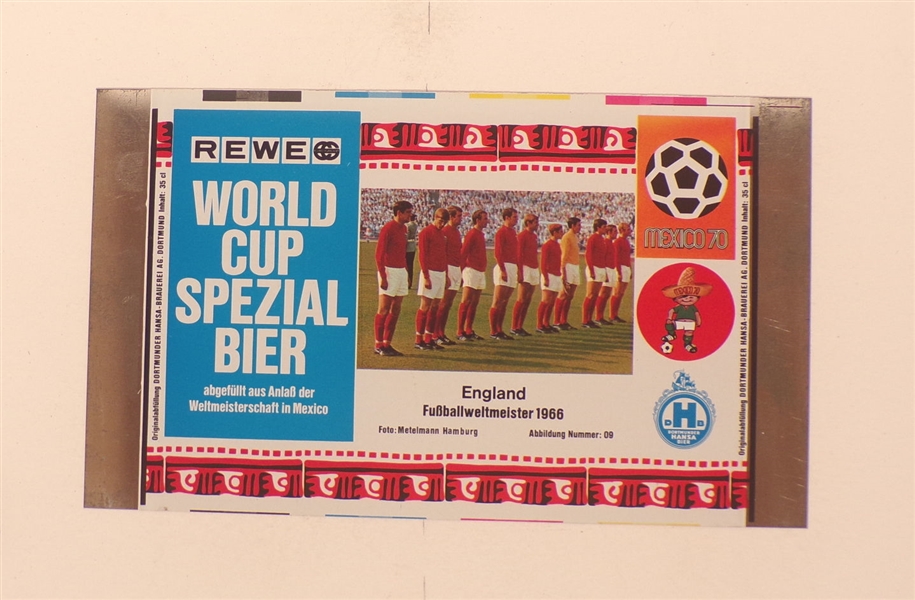 REWE
WORLD
CUP
SPEZIAL
BIER
abgefüllt aus Anlaß der
Weltmeisterschaft in Mexico
England
Fußballweltmeister 1966
Foto: Metelmann Hamburg
Abbildung Nummer: 09
MEXICO 70
MEXICO 70
D H B
DORTMUNDER
HANSA
BIER
Originalabfüllung DORTMUNDER HANSA-BRAUEREI AG. DORTMUND Inhalt: 35 cl
Originalabfüllung DORTMUNDER HANSA-BRAUEREI AG. DORTMUND Inhalt: 35 cl